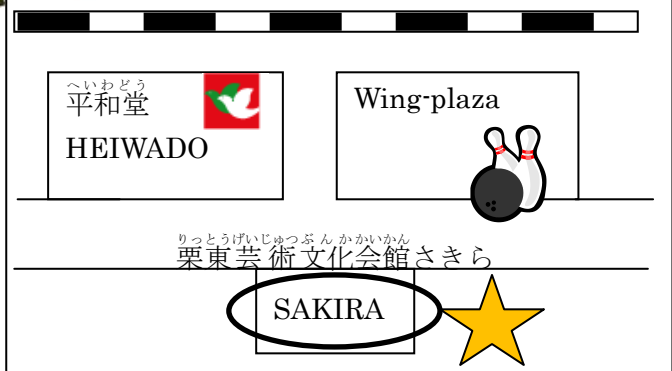 へいわどう
平和堂
HEIWADO
Wing-plaza
りっとうげいじゅつぶんかかいかん
栗東芸術文化会館さきら
SAKIRA